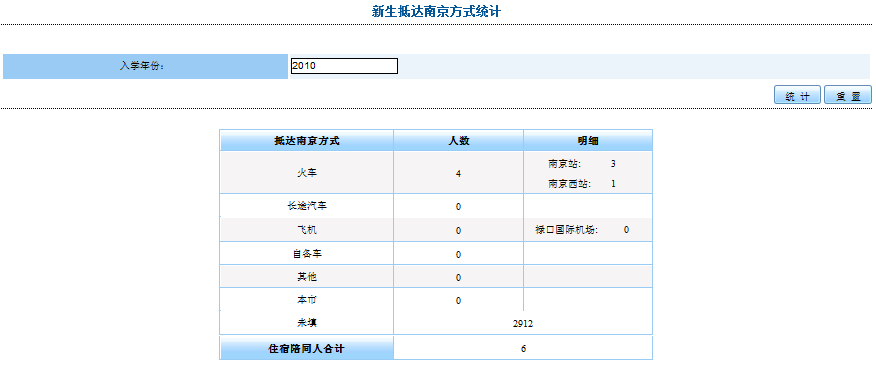 新生抵达南京方式统计
入学年份: 2010
统 计 重 置
抵达南京方式 人数 明细
火车 4 南京站: 3
南京西站: 1
长途汽车 0
飞机 0 禄口国际机场: 0
自备车 0
其他 0
本市 0
未填 2912
住宿陪同人合计 6